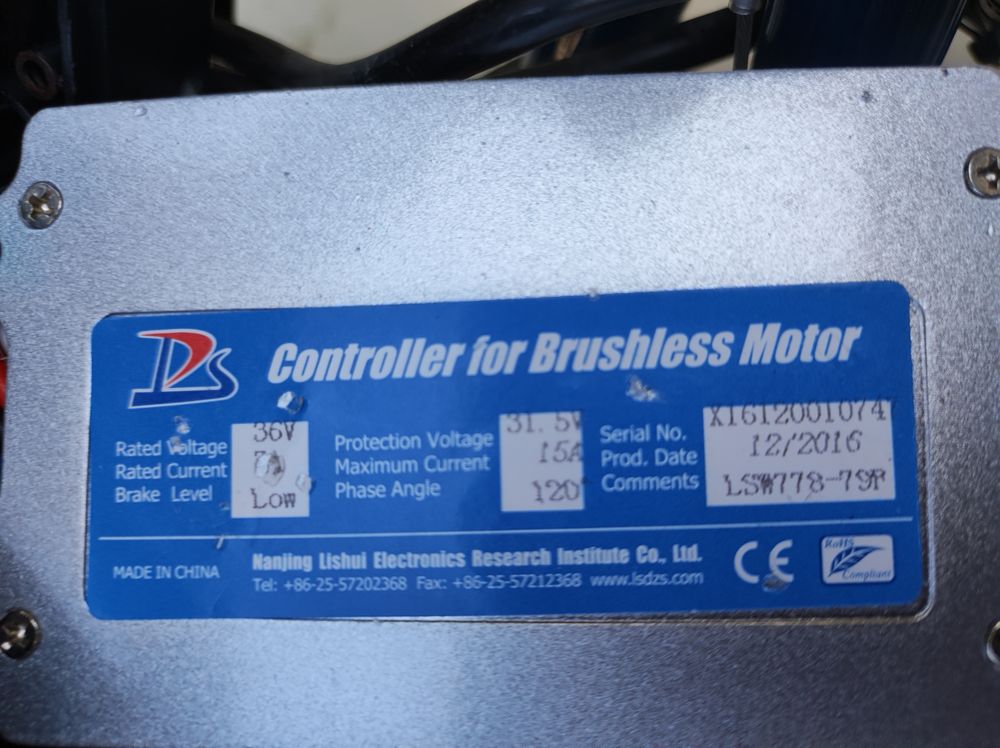 DS
Controller for Brushless Motor
Rated Voltage 36V
Rated Current
Brake Level Low
Protection Voltage 31.5V
Maximum Current 15A
Phase Angle 120°
Serial No. X1612001074
Prod. Date 12/2016
Comments LSW778-79F
MADE IN CHINA
Nanjing Lishui Electronics Research Institute Co., Ltd.
Tel: +86-25-57202368 Fax: +86-25-57212368 www.lsdzs.com
CE
RoHS
Compliant